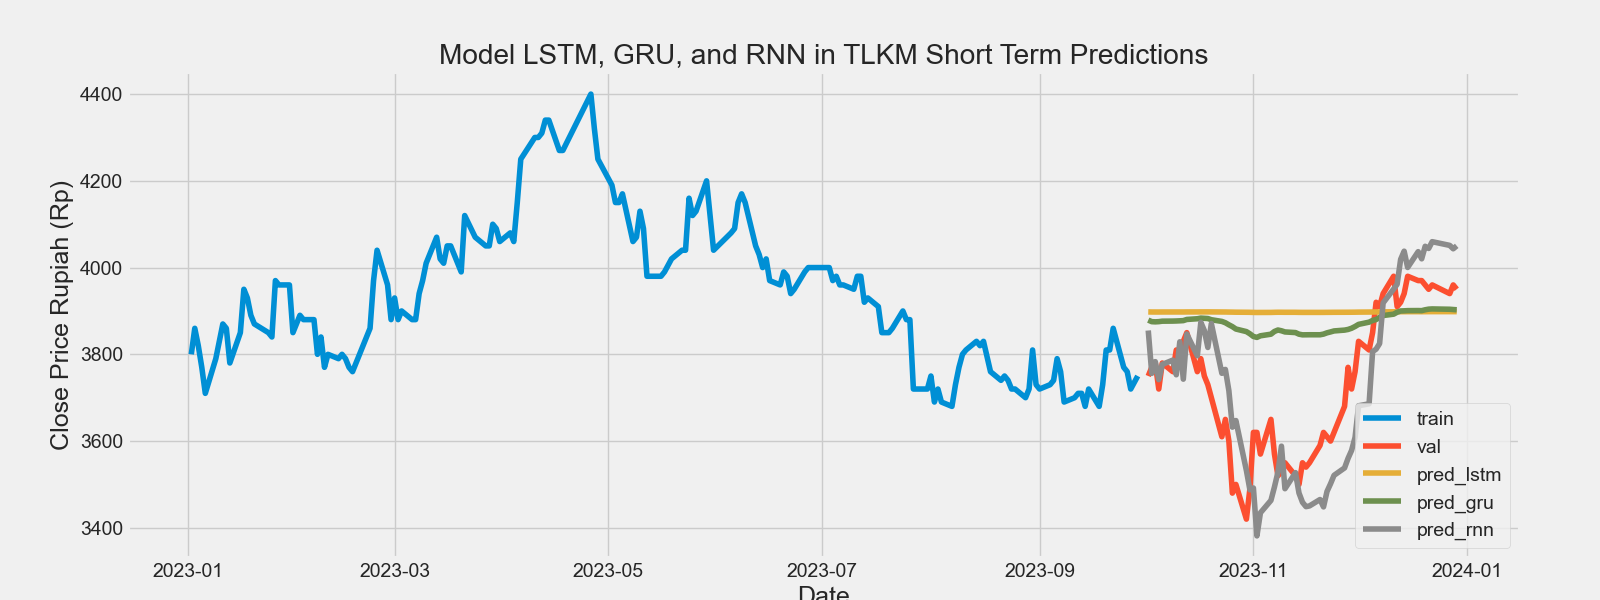 Model LSTM, GRU, and RNN in TLKM Short Term Predictions
Close Price Rupiah (Rp)
4400
4200
4000
3800
3600
3400
train
val
pred_lstm
pred_gru
pred_rnn
2023-01 2023-03 2023-05 2023-07 2023-09 2023-11 2024-01
Date